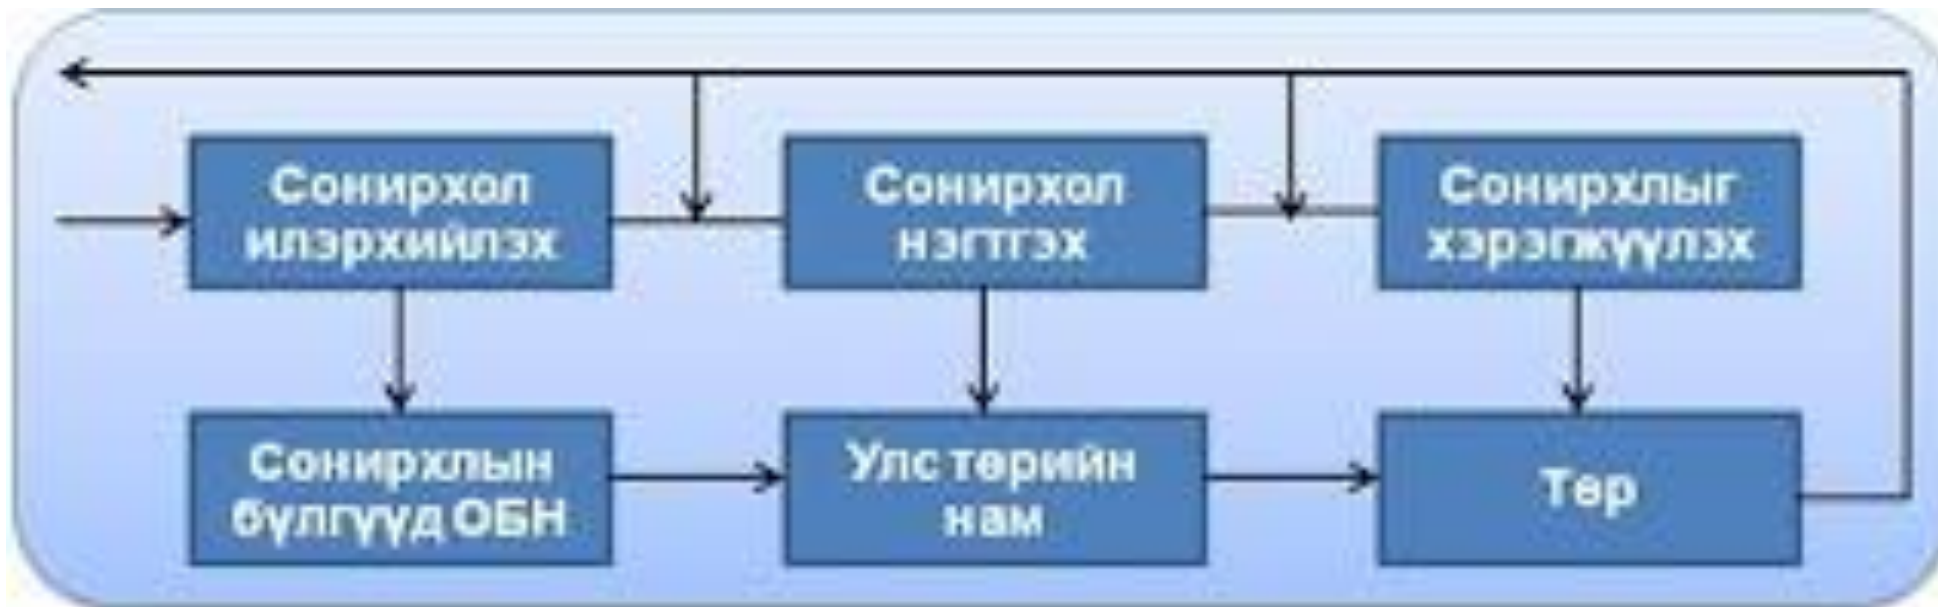 Сонирхол
илэрхийлэх
Сонирхол
нэгтгэх
Сонирхлыг
хэрэгжүүлэх
Сонирхлын
бүлгүүд ОБН
Улс төрийн
нам
Төр